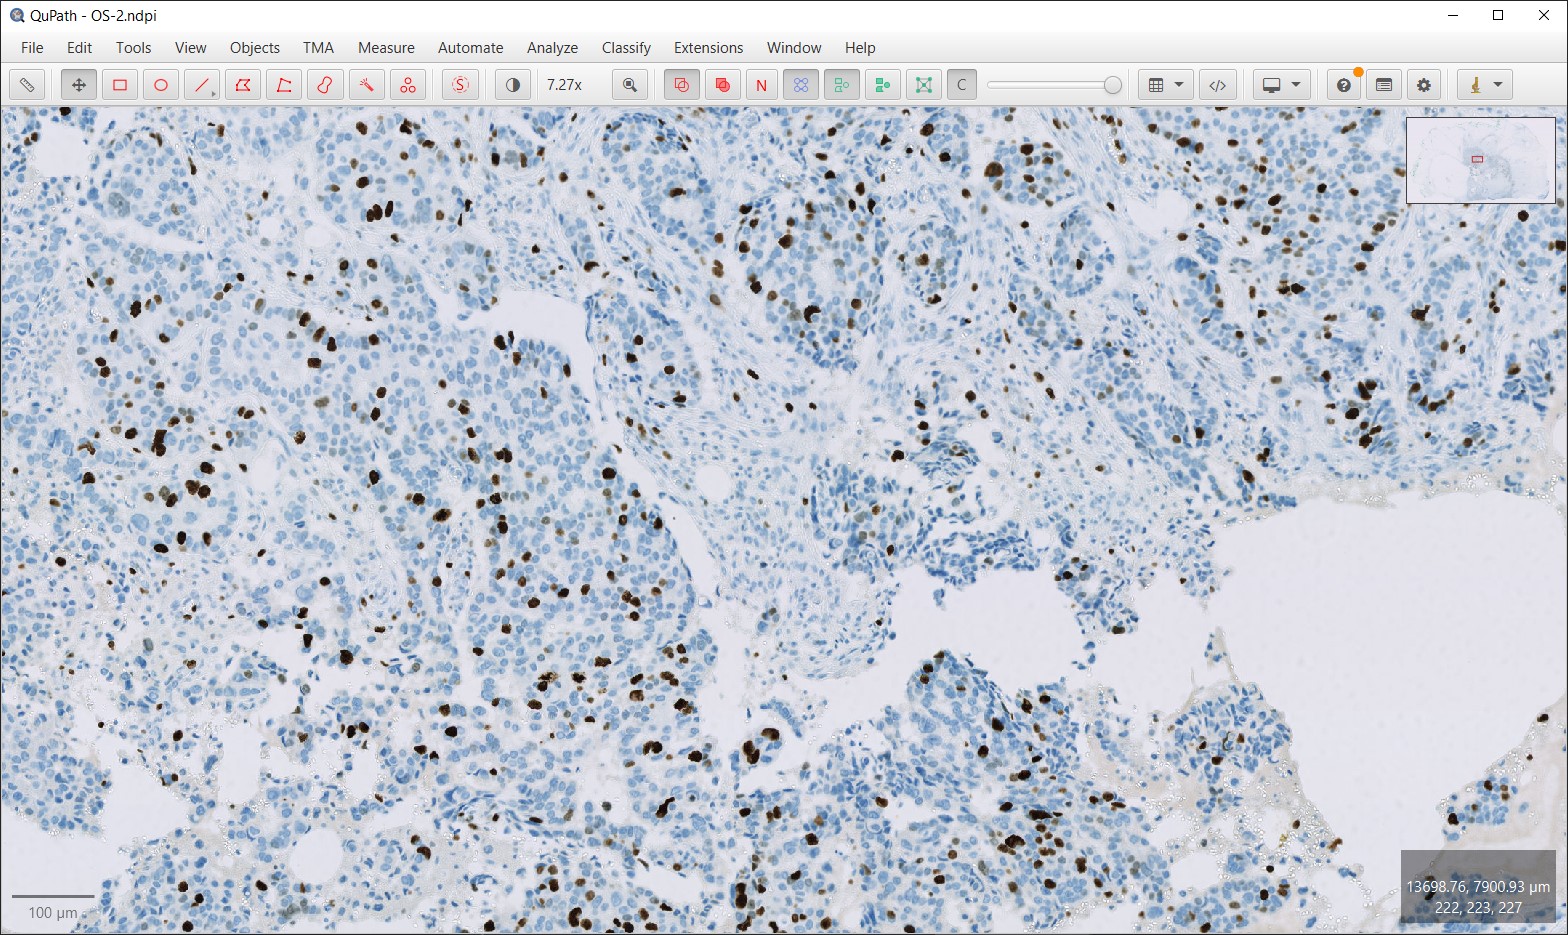 QuPath - OS-2.ndpi
File Edit Tools View Objects TMA Measure Automate Analyze Classify Extensions Window Help
S 7.27x N C </>
13698.76, 7900.93 µm
222, 223, 227
100 µm